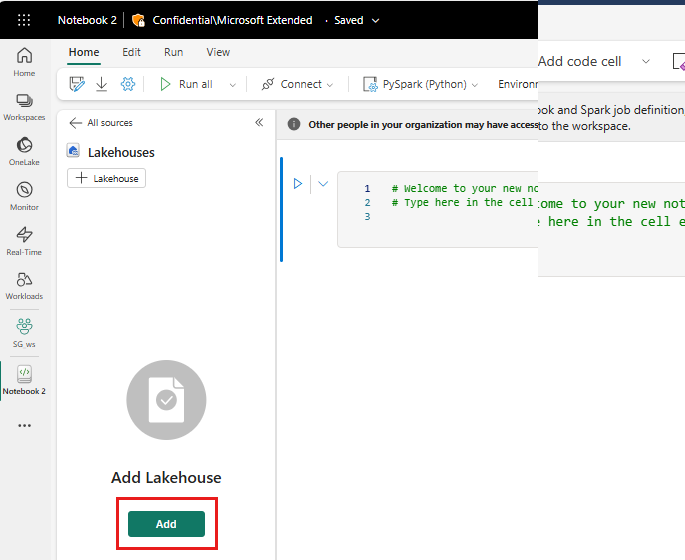 Notebook 2
Confidential\Microsoft Extended
Saved
Home
Edit
Run
View
Run all
Connect
PySpark (Python)
Environ
Add code cell
Home
Workspaces
OneLake
Monitor
Real-Time
Workloads
SG_ws
Notebook 2
All sources
Lakehouses
Lakehouse
Add Lakehouse
Add
Other people in your organization may have access
ook and Spark job definition,
to the workspace.
1 # Welcome to your new no
2 # Type here in the cell
3
ome to your new not
e here in the cell e